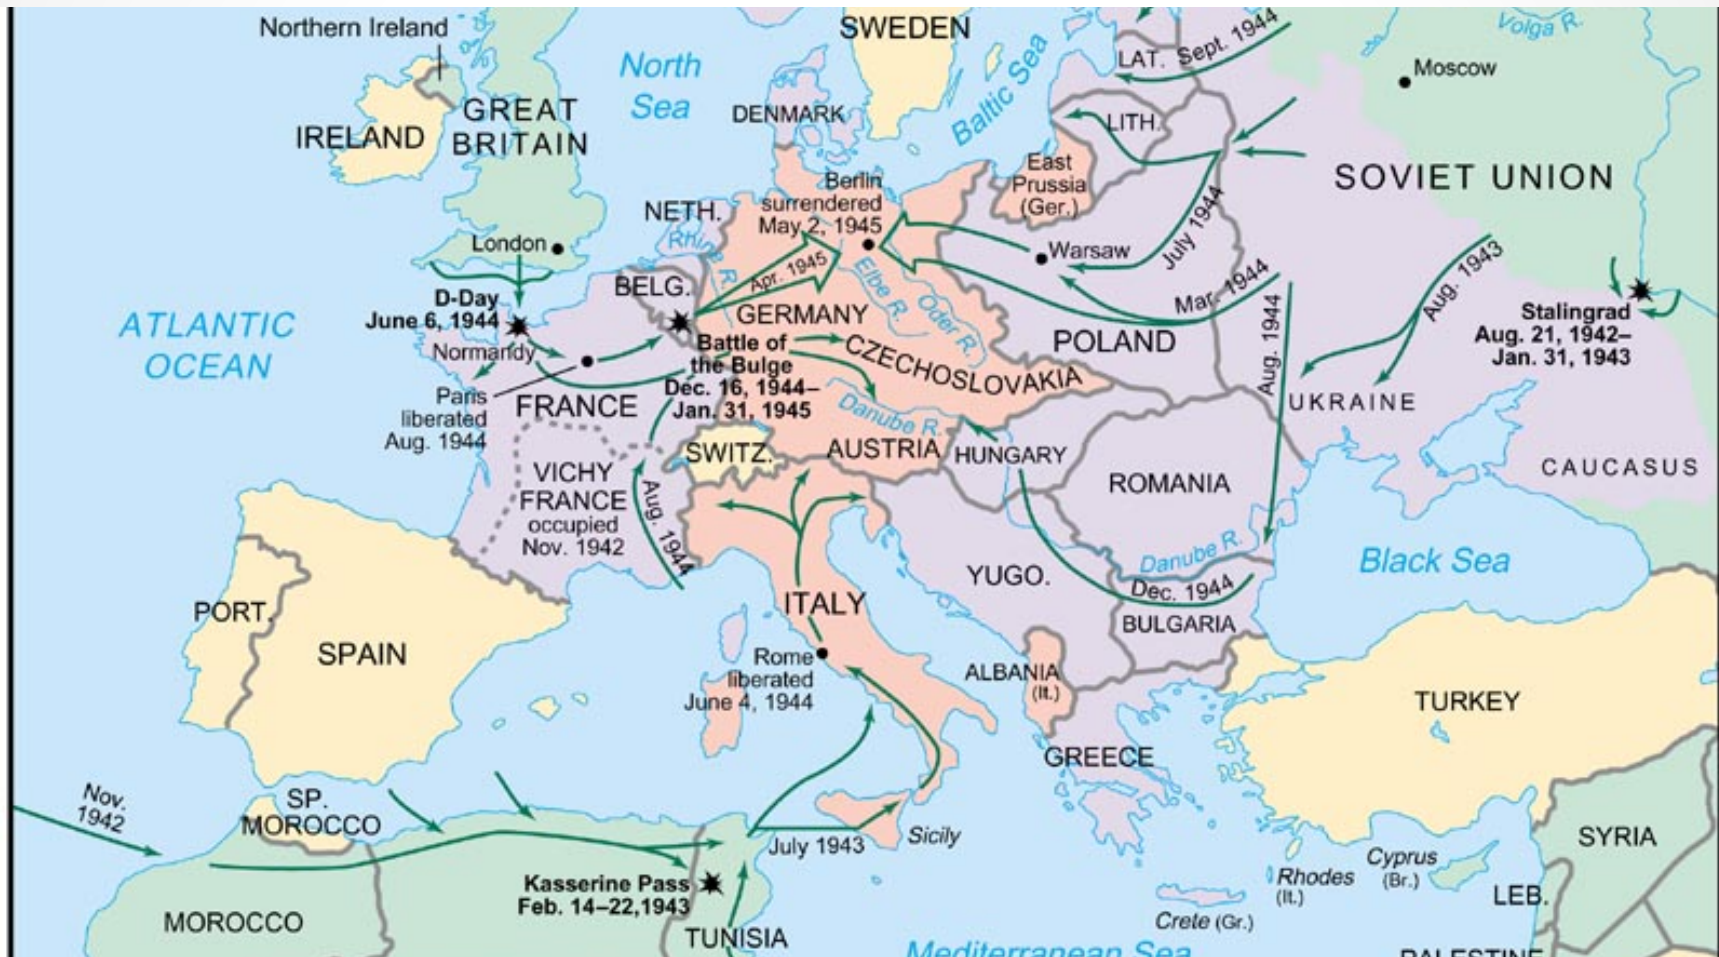 Northern Ireland
SWEDEN
North
Sea
Baltic Sea
LAT.
Sept. 1944
Volga R.
Moscow
IRELAND
GREAT
BRITAIN
DENMARK
LITH.
East
Prussia
(Ger.)
SOVIET UNION
Berlin
surrendered
May 2, 1945
NETH.
Rhine R.
London
Warsaw
July 1944
Aug. 1943
BELG.
Apr. 1945
Elbe R.
Oder R.
Mar. 1944
Aug. 1944
D-Day
June 6, 1944
Normandy
ATLANTIC
OCEAN
GERMANY
POLAND
Stalingrad
Aug. 21, 1942–
Jan. 31, 1943
Battle of
the Bulge
Dec. 16, 1944–
Jan. 31, 1945
CZECHOSLOVAKIA
Paris
liberated
Aug. 1944
FRANCE
Danube R.
UKRAINE
SWITZ.
AUSTRIA
HUNGARY
CAUCASUS
VICHY
FRANCE
occupied
Nov. 1942
Aug. 1944
ROMANIA
Danube R.
Black Sea
YUGO.
Dec. 1944
PORT.
SPAIN
ITALY
BULGARIA
Rome
liberated
June 4, 1944
ALBANIA
(It.)
TURKEY
GREECE
Nov.
1942
SP.
MOROCCO
July 1943
Sicily
SYRIA
Cyprus
(Br.)
Rhodes
(It.)
LEB.
Kasserine Pass
Feb. 14–22,1943
Crete (Gr.)
MOROCCO
TUNISIA
Mediterranean Sea
PALESTINE